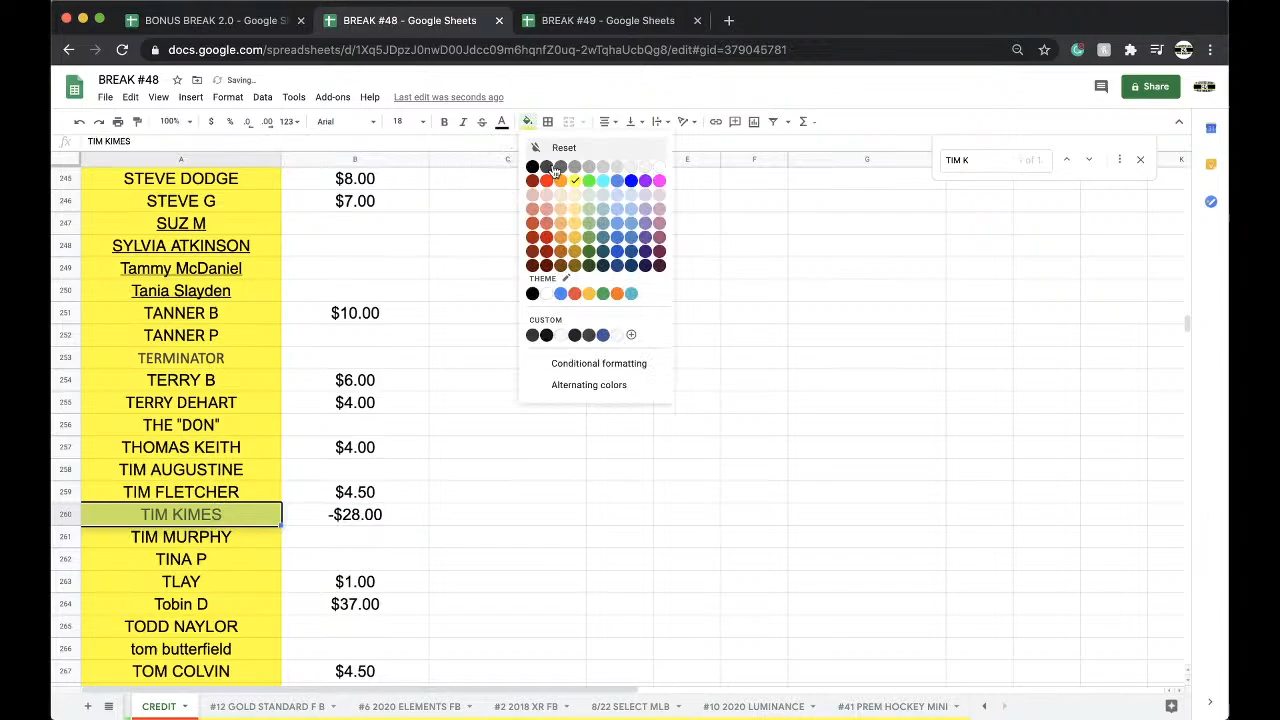 BONUS BREAK 2.0 - Google S
BREAK #48 - Google Sheets
BREAK #49 - Google Sheets
docs.google.com/spreadsheets/d/1Xq5JDpzJ0nwD00Jdcc09m6hqnfZ0uq-2wTqhaUcbQg8/edit#gid=379045781
BREAK #48
Saving...
File Edit View Insert Format Data Tools Add-ons Help Last edit was seconds ago
Share
100% $ % .0 .00 123 Arial 18 B I S A
fx TIM KIMES
Reset
TIM K
A B C E F G K
245 STEVE DODGE $8.00
246 STEVE G $7.00
247 SUZ M
248 SYLVIA ATKINSON
249 Tammy McDaniel
250 Tania Slayden
251 TANNER B $10.00
252 TANNER P
253 TERMINATOR
254 TERRY B $6.00
255 TERRY DEHART $4.00
256 THE "DON"
257 THOMAS KEITH $4.00
258 TIM AUGUSTINE
259 TIM FLETCHER $4.50
260 TIM KIMES -$28.00
261 TIM MURPHY
262 TINA P
263 TLAY $1.00
264 Tobin D $37.00
265 TODD NAYLOR
266 tom butterfield
267 TOM COLVIN $4.50
THEME
CUSTOM
Conditional formatting
Alternating colors
CREDIT #12 GOLD STANDARD F B #6 2020 ELEMENTS FB #2 2018 XR FB 8/22 SELECT MLB #10 2020 LUMINANCE #41 PREM HOCKEY MINI